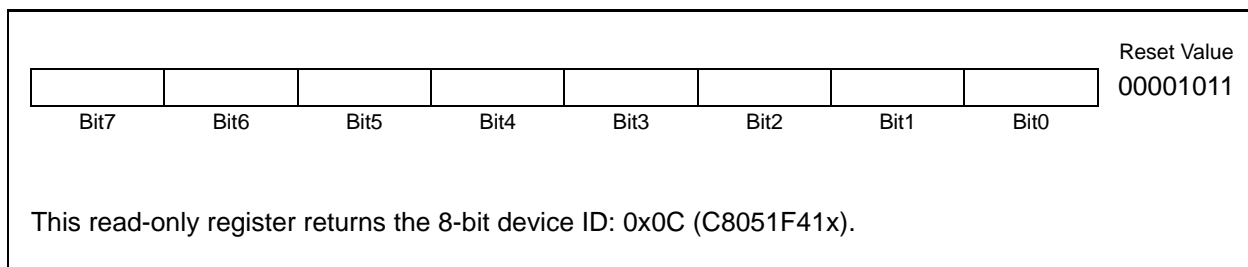 Reset Value
00001011
Bit7 Bit6 Bit5 Bit4 Bit3 Bit2 Bit1 Bit0
This read-only register returns the 8-bit device ID: 0x0C (C8051F41x).